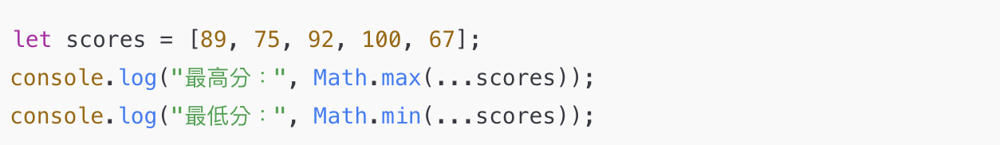 let scores = [89, 75, 92, 100, 67];
console.log("最高分：", Math.max(...scores));
console.log("最低分：", Math.min(...scores));